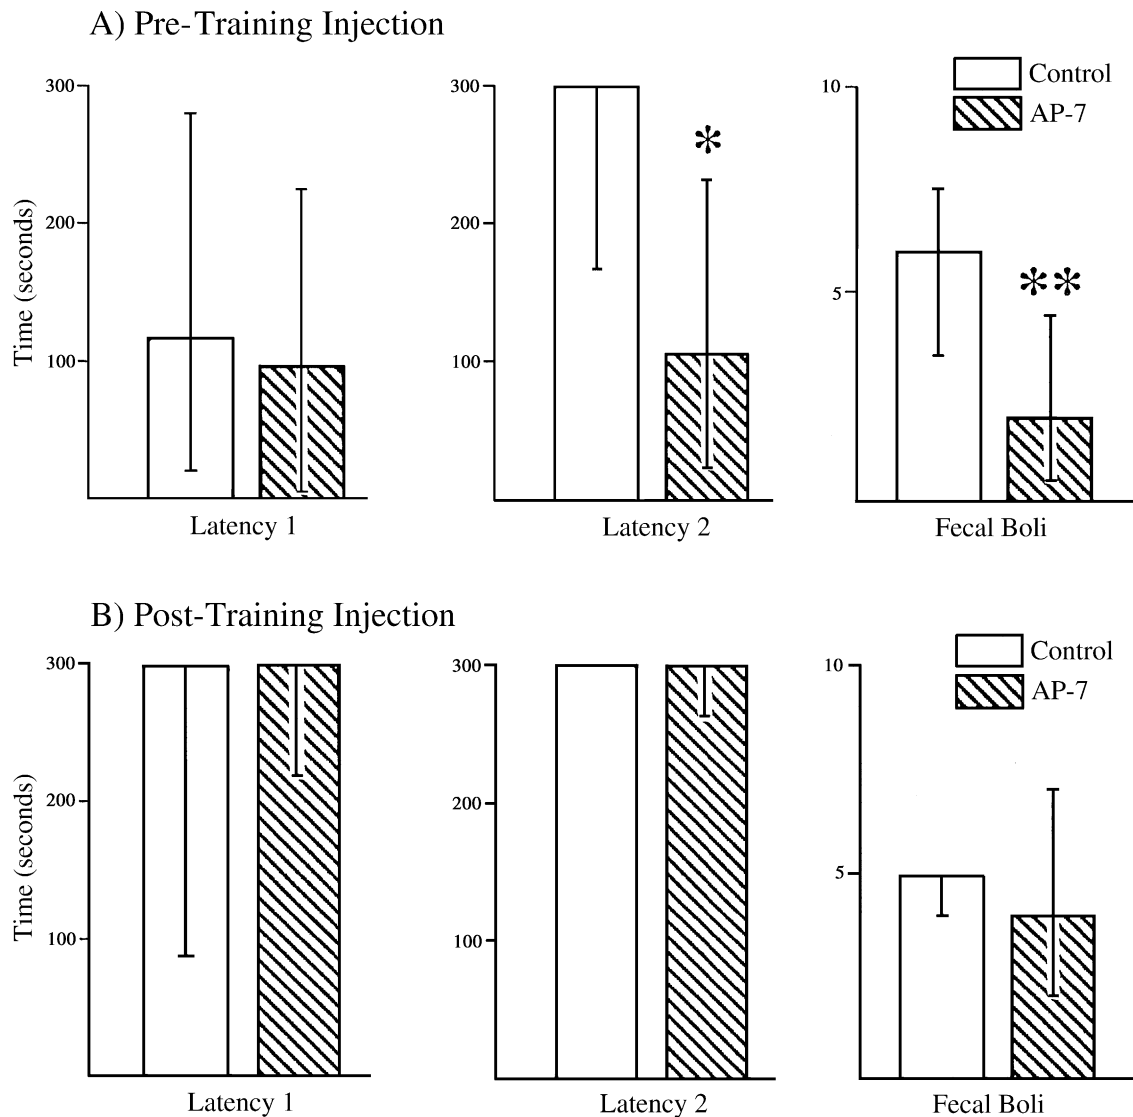 A) Pre-Training Injection
Time (seconds)
300
200
100
Latency 1
300
200
100
*
Latency 2
10
5
Control
AP-7
**
Fecal Boli
B) Post-Training Injection
Time (seconds)
300
200
100
Latency 1
300
200
100
Latency 2
10
5
Control
AP-7
Fecal Boli